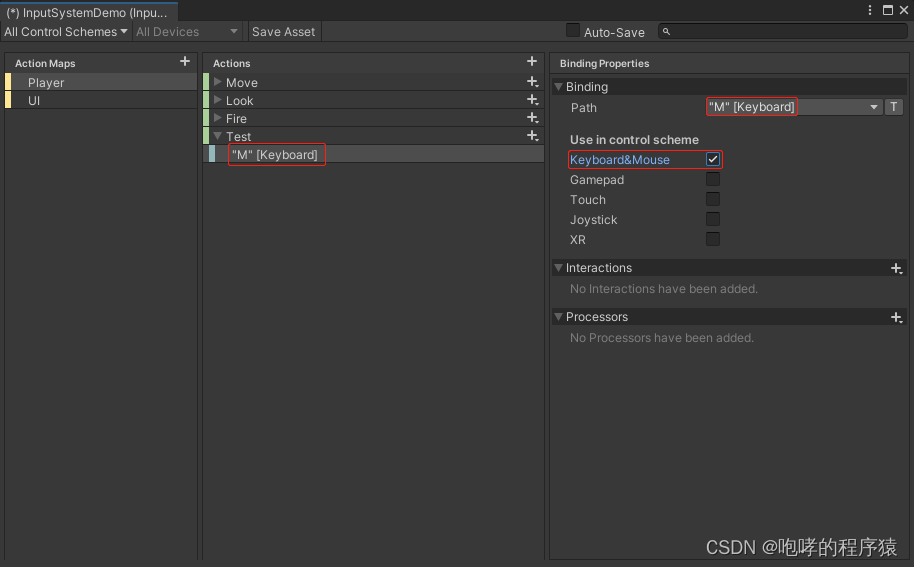 (*) InputSystemDemo (Inpu...
All Control Schemes All Devices Save Asset Auto-Save
Action Maps
Player
UI
Actions
Move
Look
Fire
Test
"M" [Keyboard]
Binding Properties
Binding
Path "M" [Keyboard] T
Use in control scheme
Keyboard&Mouse
Gamepad
Touch
Joystick
XR
Interactions
No Interactions have been added.
Processors
No Processors have been added.
CSDN @咆哮的程序猿